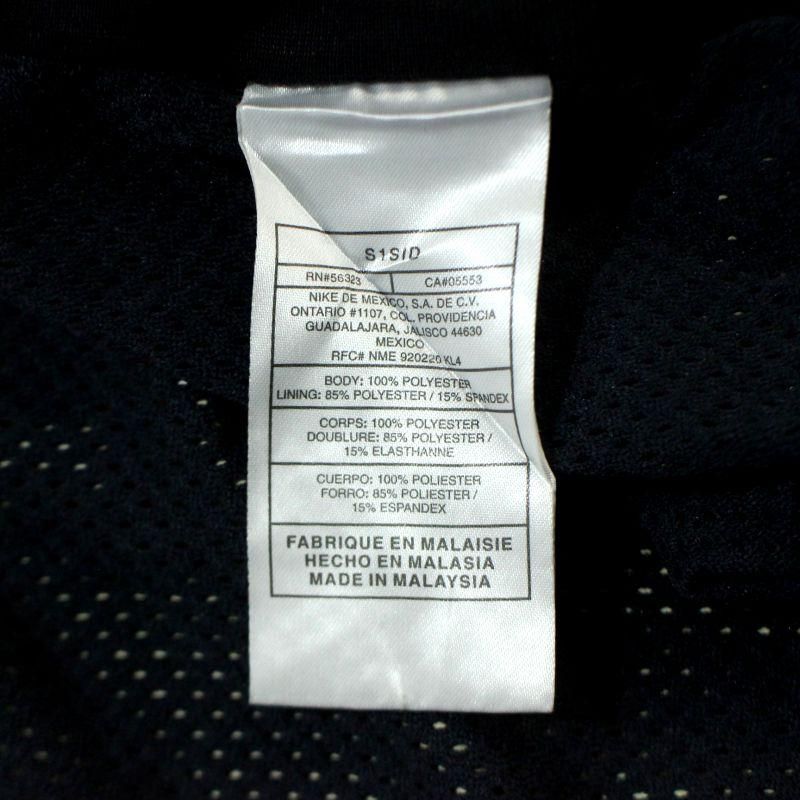 S1S/D
RN#56323 CA#05553
NIKE DE MEXICO, S.A. DE C.V.
ONTARIO #1107, COL. PROVIDENCIA
GUADALAJARA, JALISCO 44630
MEXICO
RFC# NME 920220 KL4
BODY: 100% POLYESTER
LINING: 85% POLYESTER / 15% SPANDEX
CORPS: 100% POLYESTER
DOUBLURE: 85% POLYESTER /
15% ELASTHANNE
CUERPO: 100% POLIESTER
FORRO: 85% POLIESTER /
15% ESPANDEX
FABRIQUE EN MALAISIE
HECHO EN MALASIA
MADE IN MALAYSIA